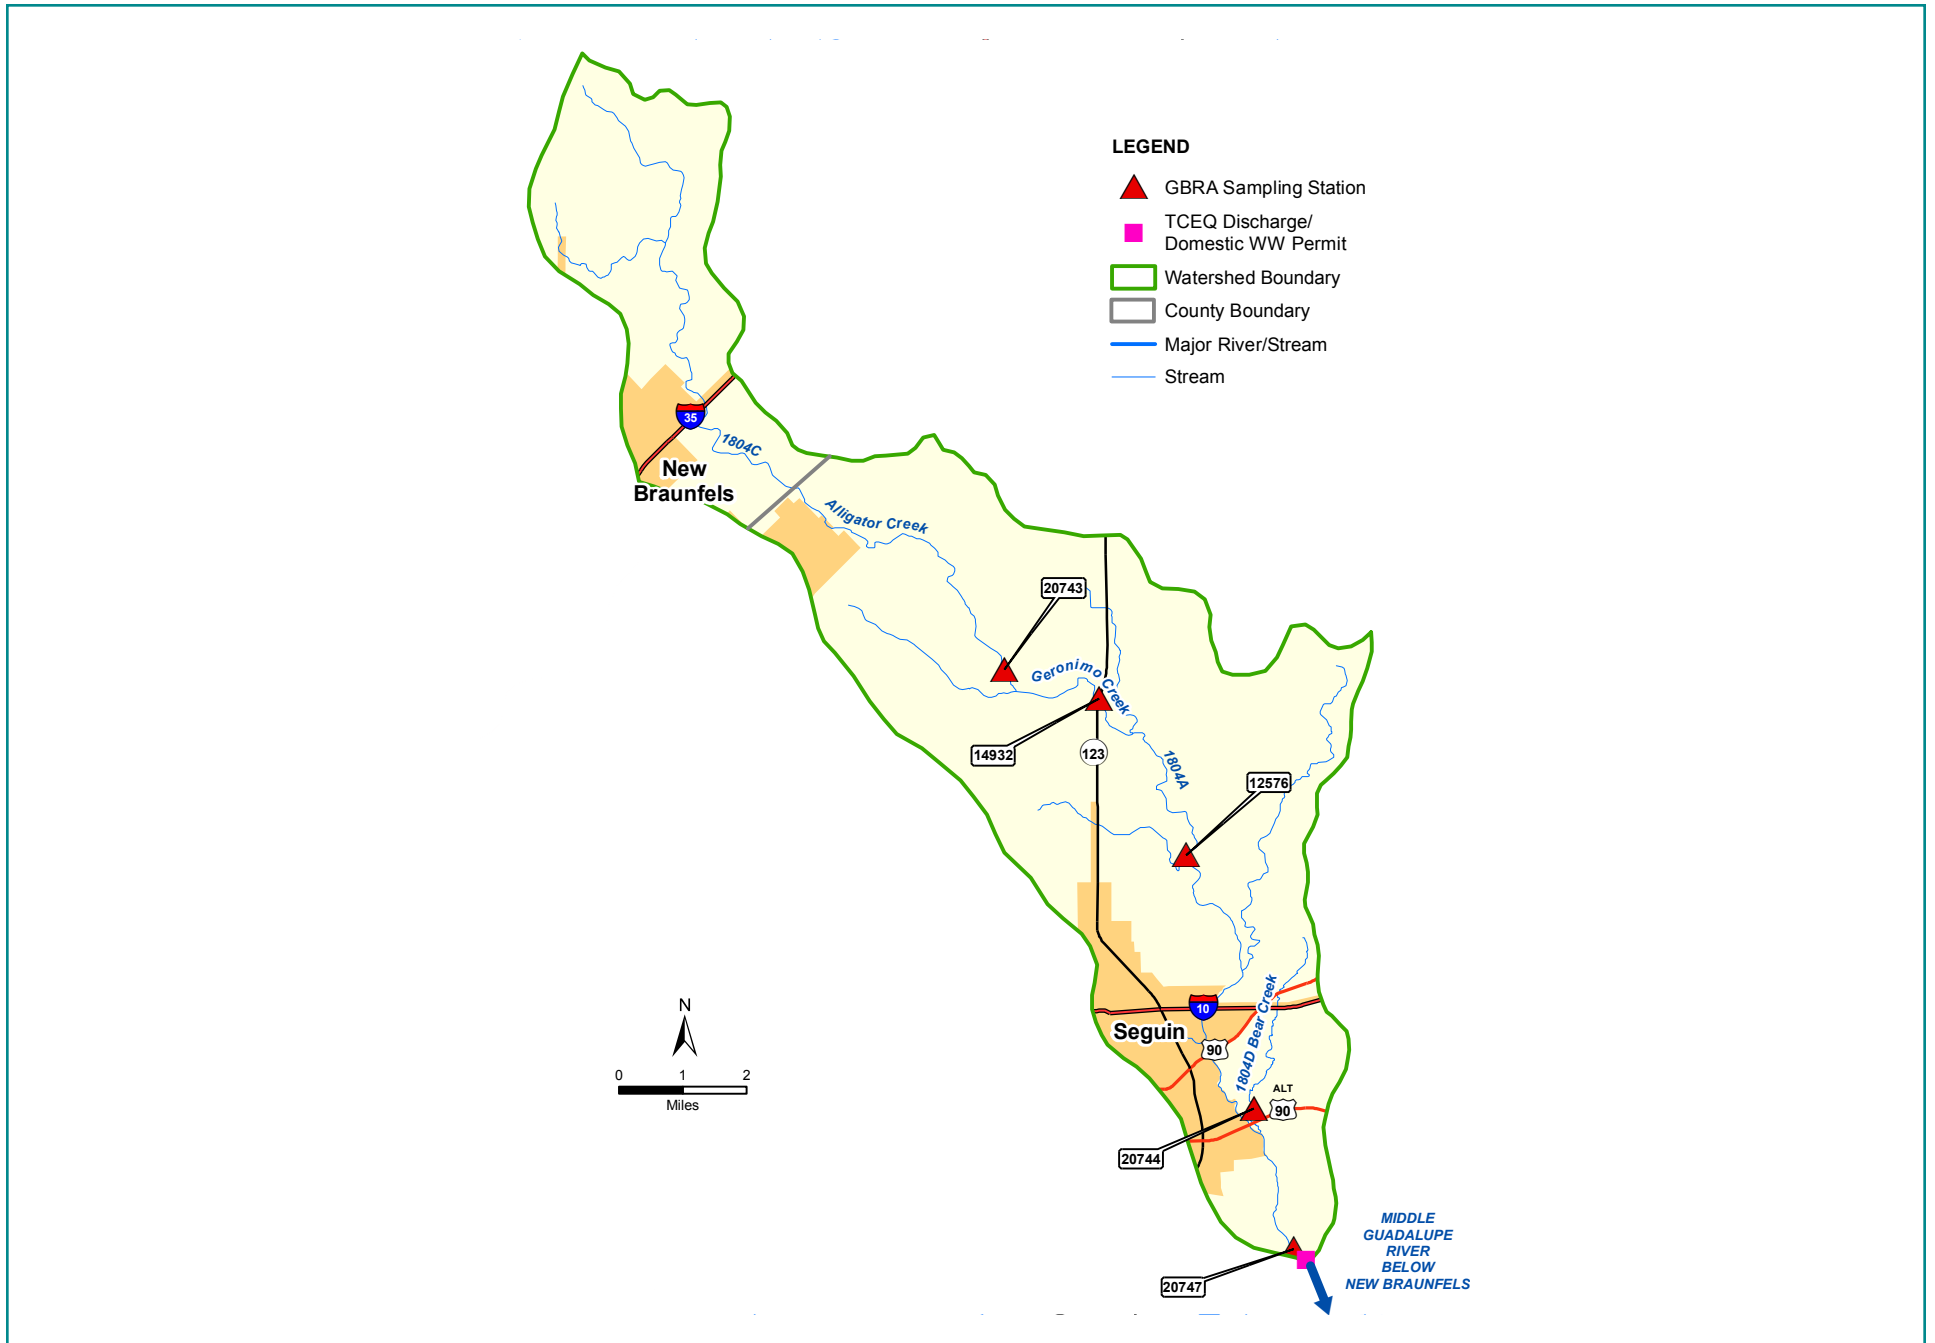 LEGEND
GBRA Sampling Station
TCEQ Discharge/
Domestic WW Permit
Watershed Boundary
County Boundary
Major River/Stream
Stream
35
1804C
New
Braunfels
Alligator Creek
20743
Geronimo Creek
14932
123
1804A
12576
10
Seguin
90
1804D Bear Creek
ALT
90
20744
20747
N
0 1 2
Miles
MIDDLE
GUADALUPE
RIVER
BELOW
NEW BRAUNFELS